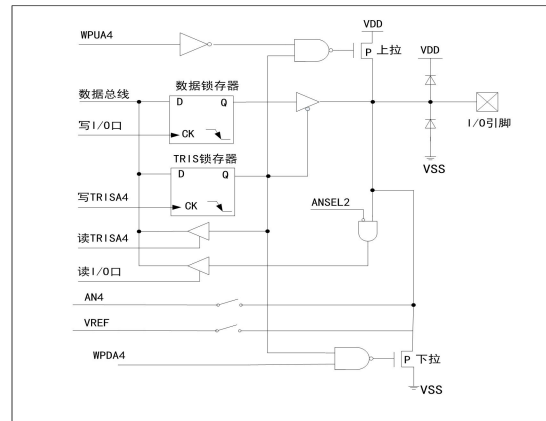 VDD
WPUA4
P 上拉
VDD
数据锁存器
数据总线
D Q
I/O引脚
写I/O口
CK
VSS
TRIS锁存器
D Q
ANSEL2
写TRISA4
CK
读TRISA4
读I/O口
AN4
VREF
P 下拉
WPDA4
VSS